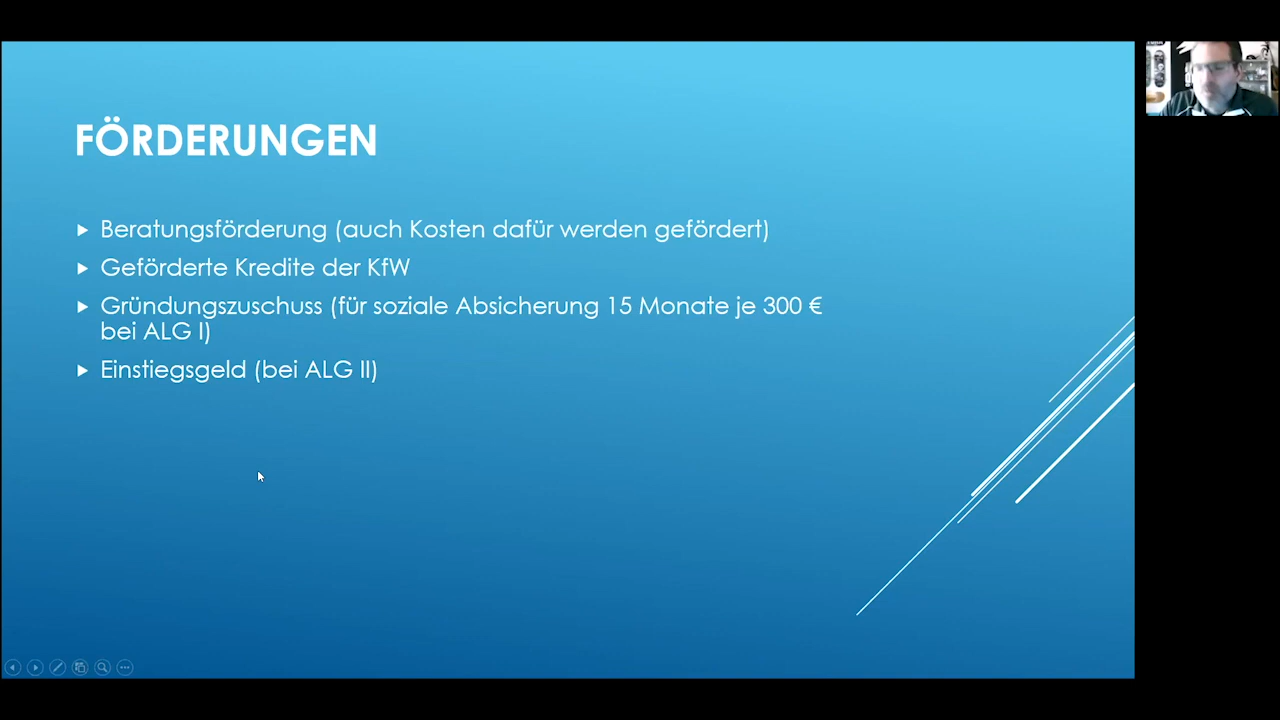 FÖRDERUNGEN
Beratungsförderung (auch Kosten dafür werden gefördert)
Geförderte Kredite der KfW
Gründungszuschuss (für soziale Absicherung 15 Monate je 300 €
bei ALG I)
Einstiegsgeld (bei ALG II)